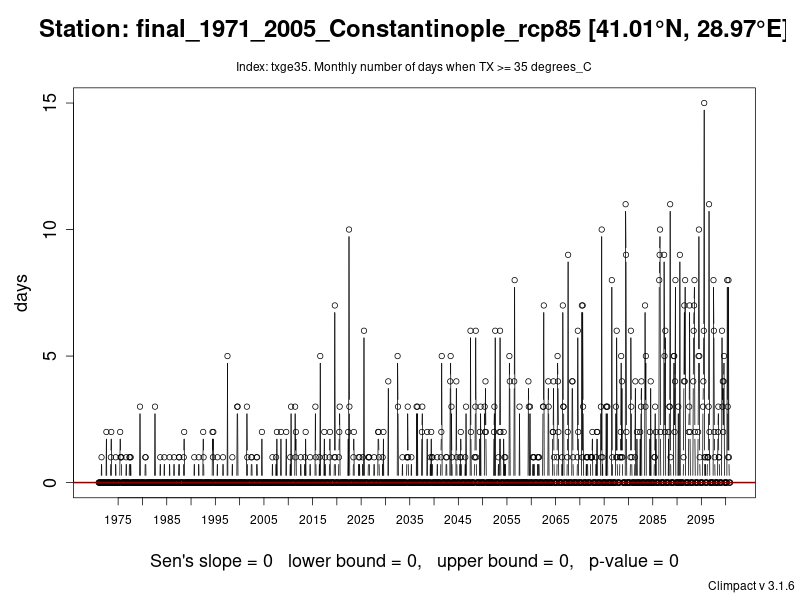 Station: final_1971_2005_Constantinople_rcp85 [41.01°N, 28.97°E]
Index: txge35. Monthly number of days when TX >= 35 degrees_C
days
15
10
5
0
1975 1985 1995 2005 2015 2025 2035 2045 2055 2065 2075 2085 2095
Sen's slope = 0 lower bound = 0, upper bound = 0, p-value = 0
Climpact v 3.1.6